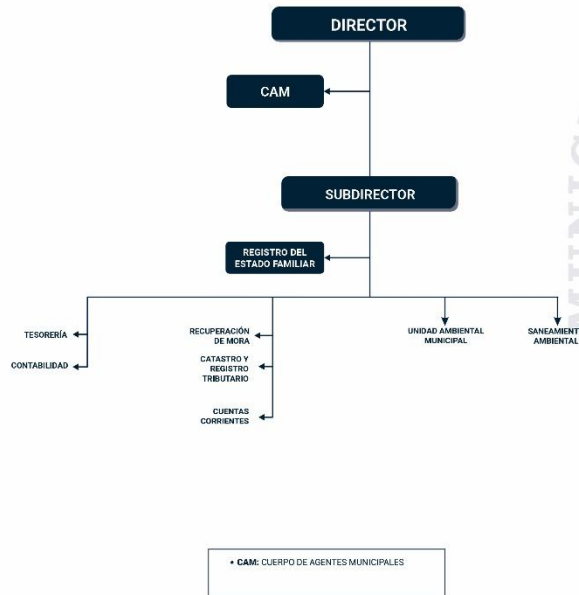 DIRECTOR
CAM
SUBDIRECTOR
REGISTRO DEL
ESTADO FAMILIAR
TESORERÍA
CONTABILIDAD
RECUPERACIÓN
DE MORA
CATASTRO Y
REGISTRO
TRIBUTARIO
CUENTAS
CORRIENTES
UNIDAD AMBIENTAL
MUNICIPAL
SANEAMIENT
AMBIENTAL
• CAM: CUERPO DE AGENTES MUNICIPALES